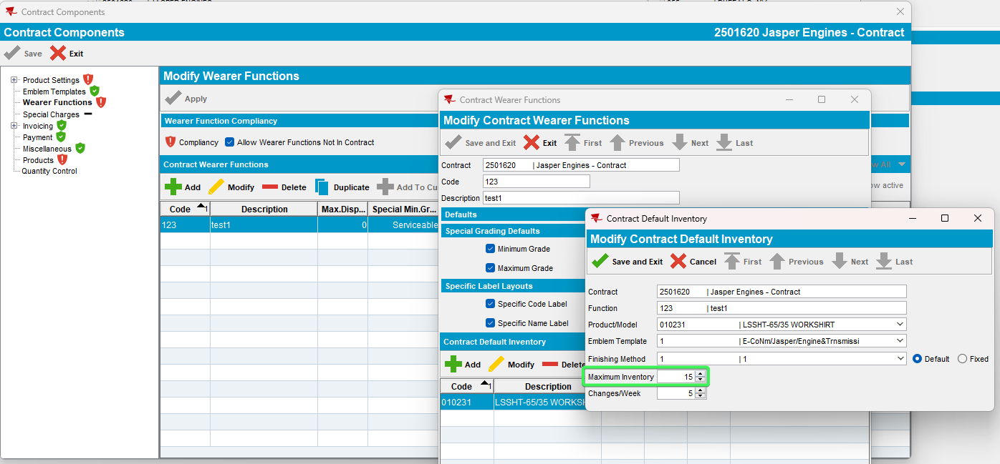 Contract Components
Contract Components
2501620 Jasper Engines - Contract
Save
Exit
Product Settings
Emblem Templates
Wearer Functions
Special Charges
Invoicing
Payment
Miscellaneous
Products
Quantity Control
Modify Wearer Functions
Apply
Wearer Function Compliancy
Compliancy
Allow Wearer Functions Not In Contract
Contract Wearer Functions
w All
Add
Modify
Delete
Duplicate
Add To Cu
ow active
Code 1 Description Max.Disp... Special Min.Gr...
123 test1 0 Serviceable
Contract Wearer Functions
Modify Contract Wearer Functions
Save and Exit
Exit
First
Previous
Next
Last
Contract 2501620 | Jasper Engines - Contract
Code 123
Description test1
Defaults
Special Grading Defaults
Minimum Grade
Maximum Grade
Specific Label Layouts
Specific Code Label
Specific Name Label
Contract Default Inventory
Add
Modify
Delete
Code 1 Description
010231 LSSHT-65/35 WORKSH
Contract Default Inventory
Modify Contract Default Inventory
Save and Exit
Cancel
First
Previous
Next
Last
Contract 2501620 | Jasper Engines - Contract
Function 123 | test1
Product/Model 010231 | LSSHT-65/35 WORKSHIRT
Emblem Template 1 | E-CoNm/Jasper/Engine&Trnsmissi
Finishing Method 1 | 1 Default Fixed
Maximum Inventory 15
Changes/Week 5